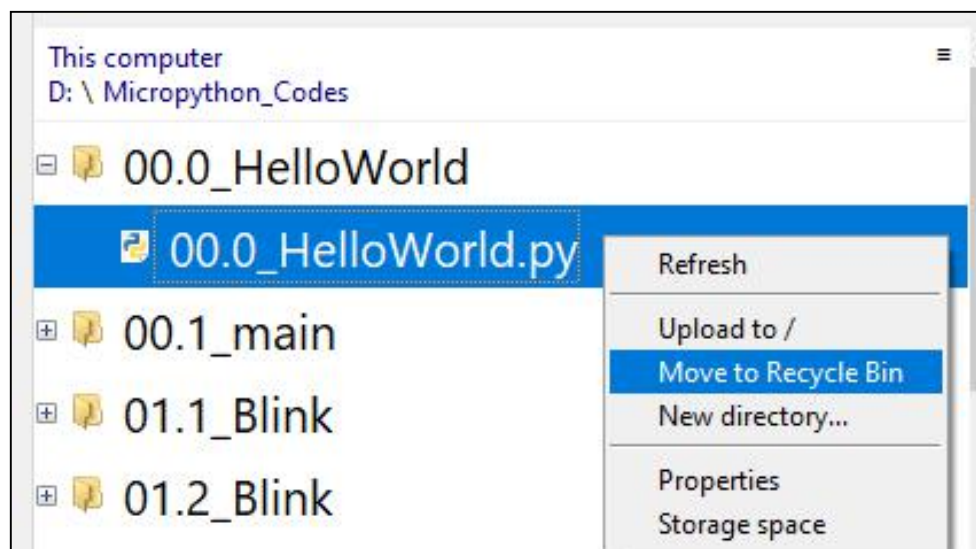 This computer
D: \ Micropython_Codes
00.0_HelloWorld
00.0_HelloWorld.py
00.1_main
01.1_Blink
01.2_Blink
Refresh
Upload to /
Move to Recycle Bin
New directory...
Properties
Storage space